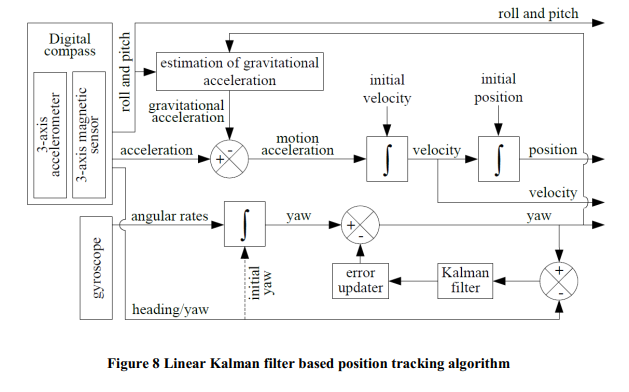 roll and pitch
Digital
compass
3-axis
accelerometer
3-axis magnetic
sensor
roll and pitch
estimation of gravitational
acceleration
gravitational
acceleration
initial
velocity
initial
position
acceleration
+
-
motion
acceleration
∫
velocity
∫
position
velocity
gyroscope
angular rates
∫
yaw
+
-
yaw
initial
yaw
error
updater
Kalman
filter
+
-
heading/yaw
Figure 8 Linear Kalman filter based position tracking algorithm